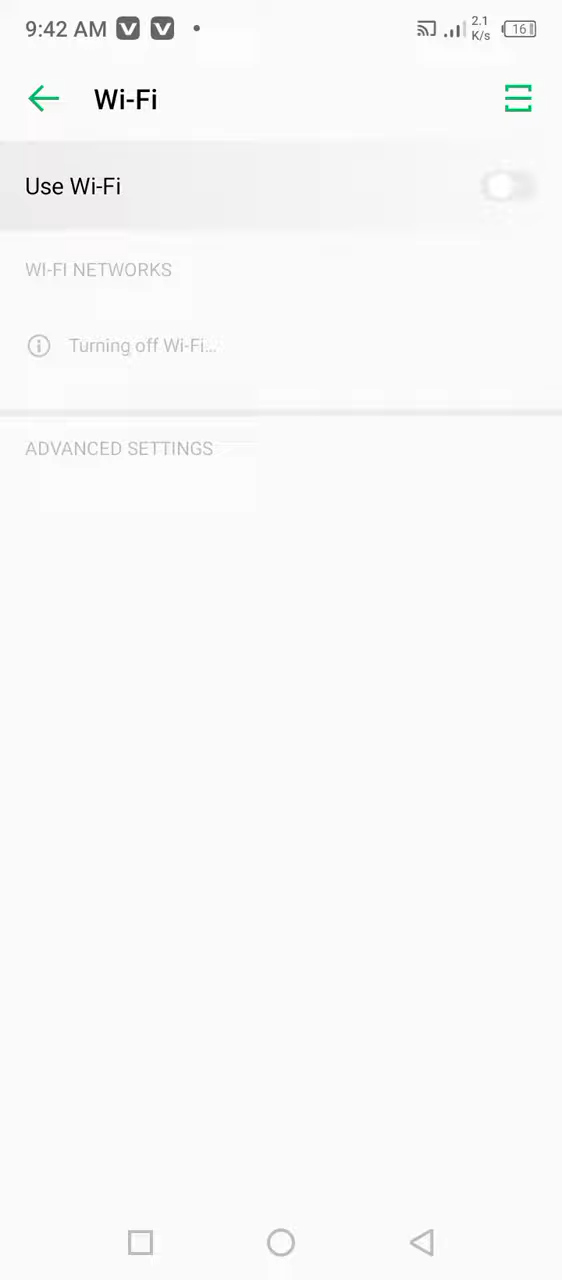 9:42 AM
2.1
K/s
16
Wi-Fi
Use Wi-Fi
WI-FI NETWORKS
Turning off Wi-Fi...
ADVANCED SETTINGS